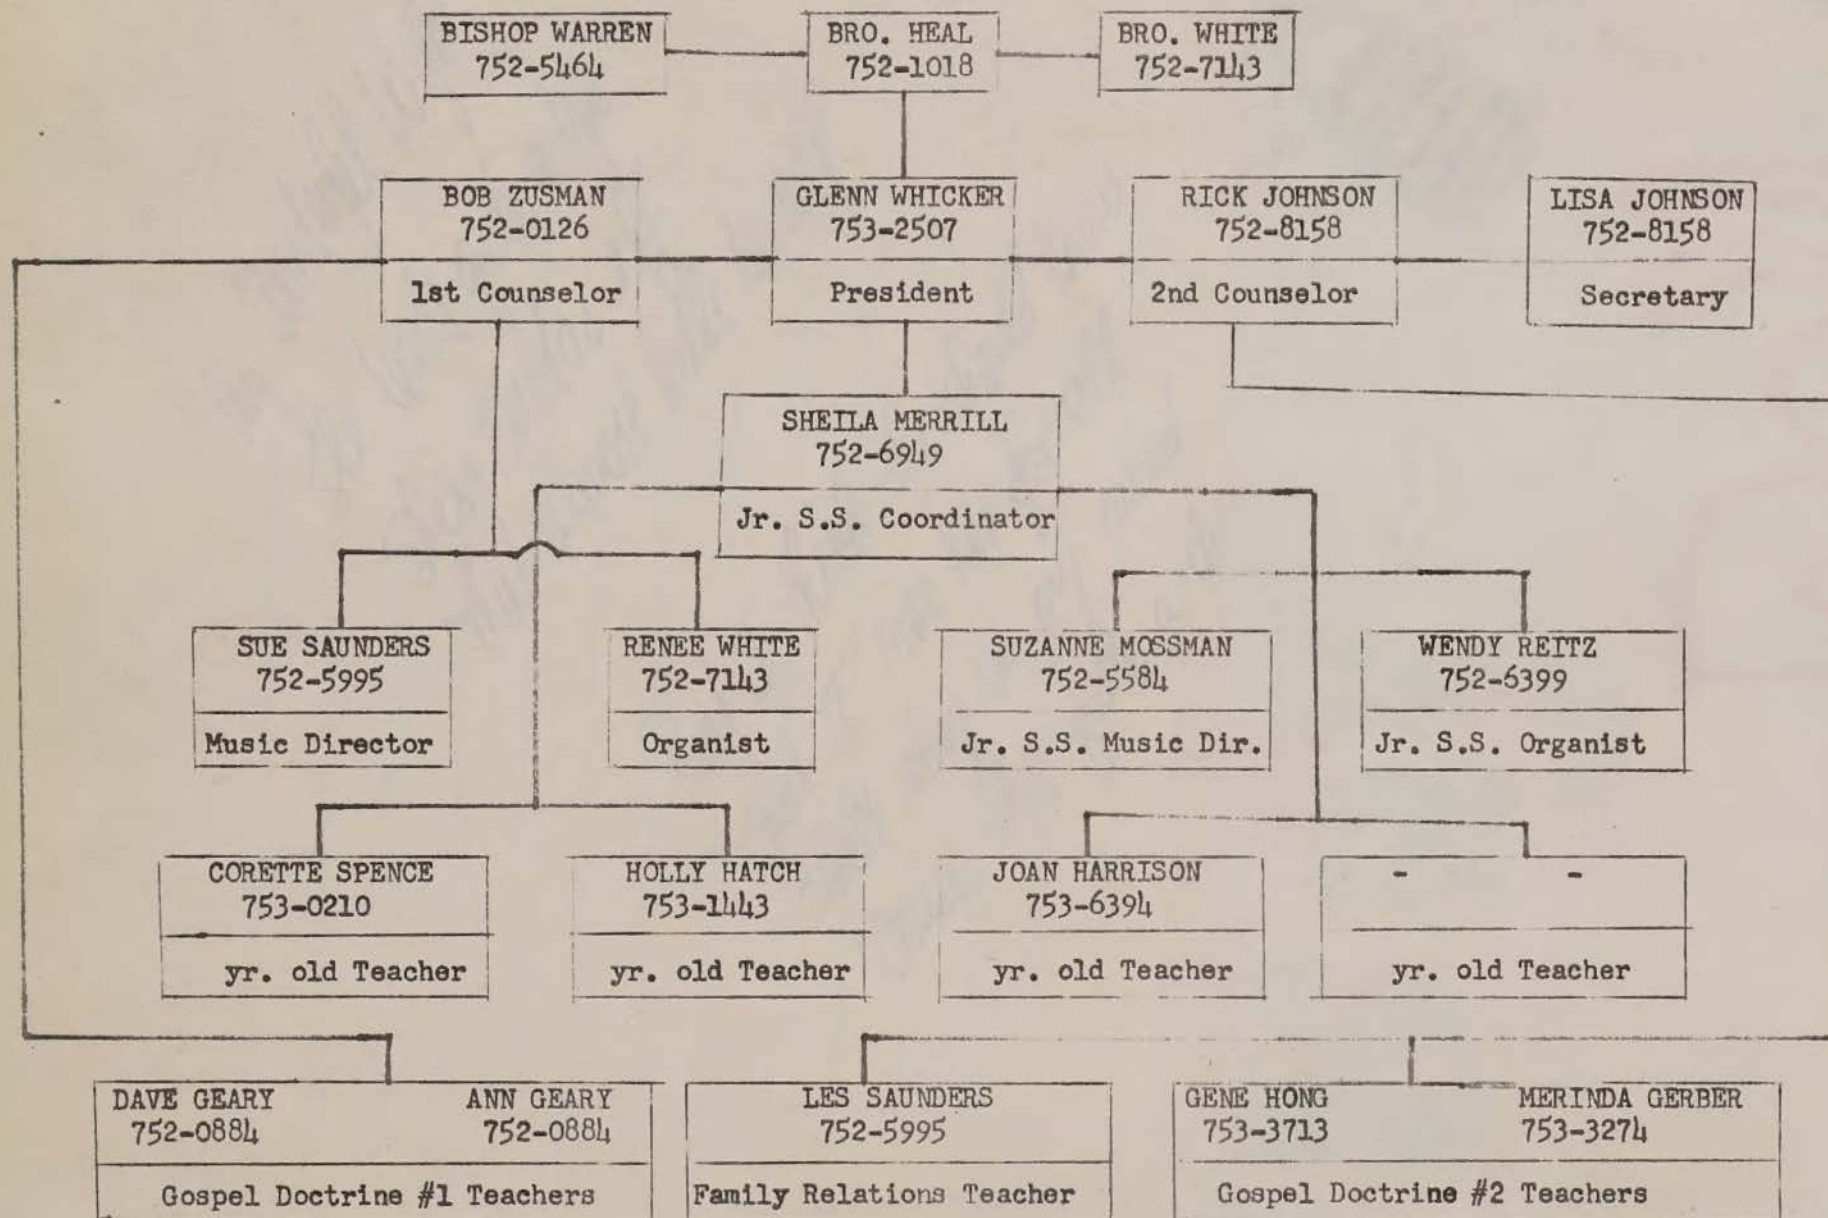 BISHOP WARREN
752-5464
BRO. HEAL
752-1018
BRO. WHITE
752-7143
BOB ZUSMAN
752-0126
1st Counselor
GLENN WHICKER
753-2507
President
RICK JOHNSON
752-8158
2nd Counselor
LISA JOHNSON
752-8158
Secretary
SHEILA MERRILL
752-6949
Jr. S.S. Coordinator
SUE SAUNDERS
752-5995
Music Director
RENEE WHITE
752-7143
Organist
SUZANNE MOSSMAN
752-5584
Jr. S.S. Music Dir.
WENDY REITZ
752-6399
Jr. S.S. Organist
CORETTE SPENCE
753-0210
yr. old Teacher
HOLLY HATCH
753-1443
yr. old Teacher
JOAN HARRISON
753-6394
yr. old Teacher
- -
yr. old Teacher
DAVE GEARY ANN GEARY
752-0884 752-0884
Gospel Doctrine #1 Teachers
LES SAUNDERS
752-5995
Family Relations Teacher
GENE HONG MERINDA GERBER
753-3713 753-3274
Gospel Doctrine #2 Teachers